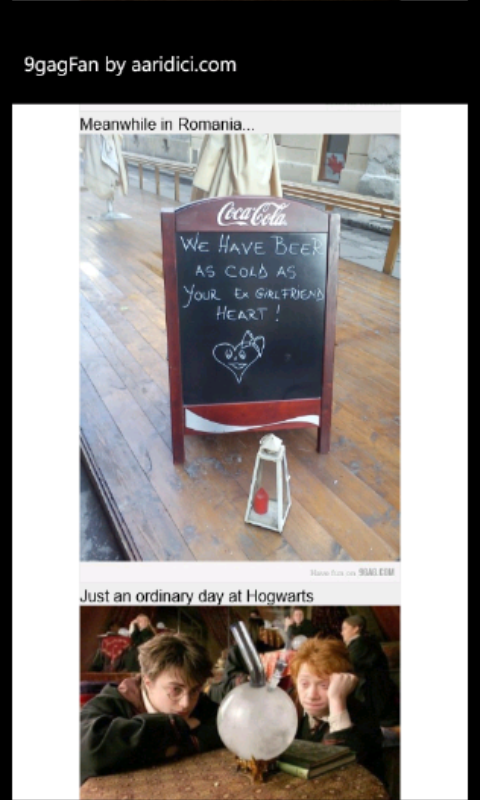 9gagFan by aaridici.com
Meanwhile in Romania...
Coca-Cola
WE HAVE BEER
AS COLD AS
YOUR EX GIRLFRIEND
HEART!
Have fun on 9GAG.COM
Just an ordinary day at Hogwarts